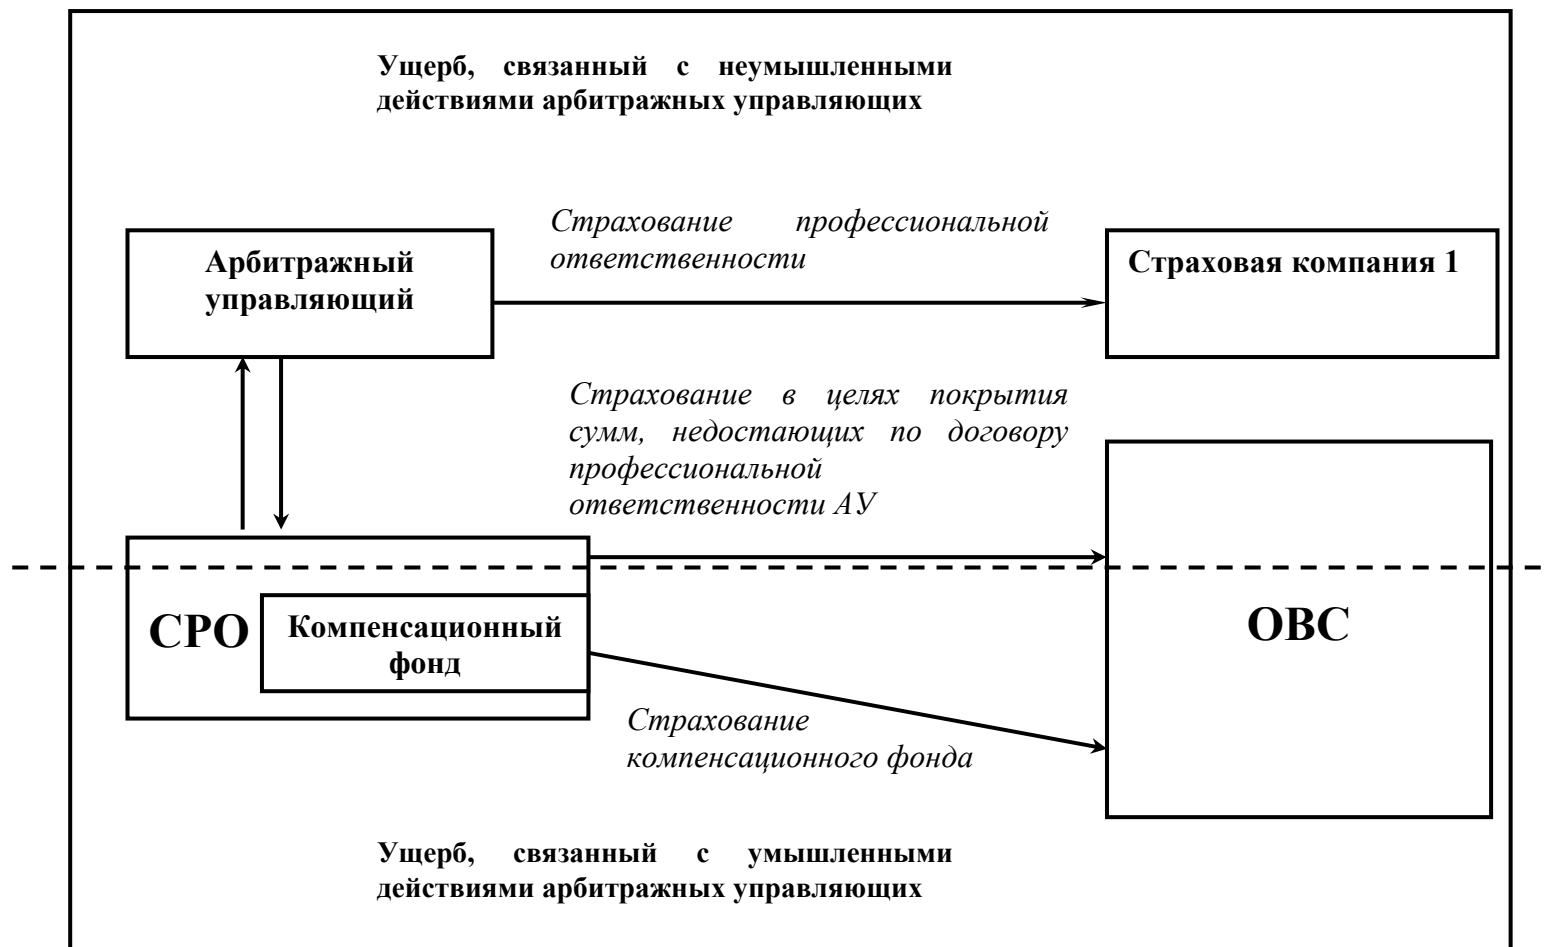 Ущерб, связанный с неумышленными
действиями арбитражных управляющих
Страхование профессиональной
ответственности
Арбитражный
управляющий
Страховая компания 1
Страхование в целях покрытия
сумм, недостающих по договору
профессиональной
ответственности АУ
СРО
Компенсационный
фонд
ОВС
Страхование
компенсационного фонда
Ущерб, связанный с умышленными
действиями арбитражных управляющих